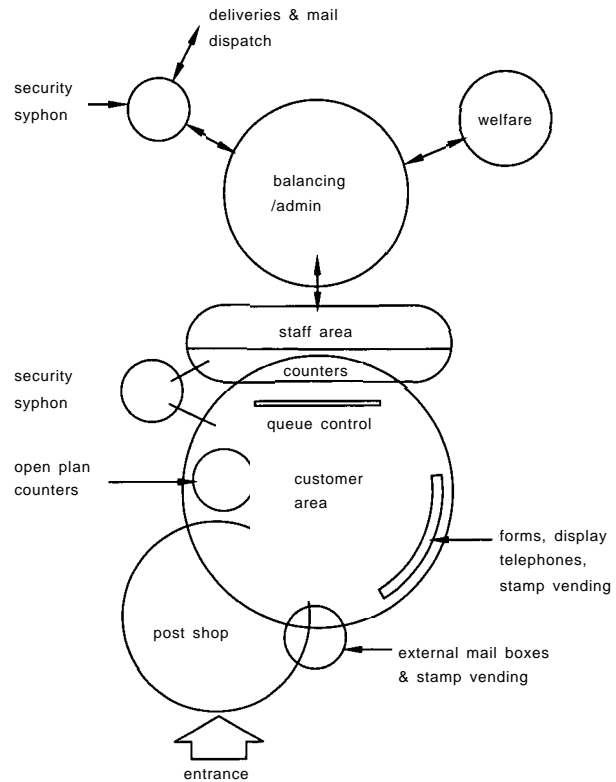 deliveries & mail
dispatch
security
syphon
welfare
balancing
/admin
staff area
counters
security
syphon
queue control
open plan
counters
customer
area
forms, display
telephones,
stamp vending
post shop
external mail boxes
& stamp vending
entrance